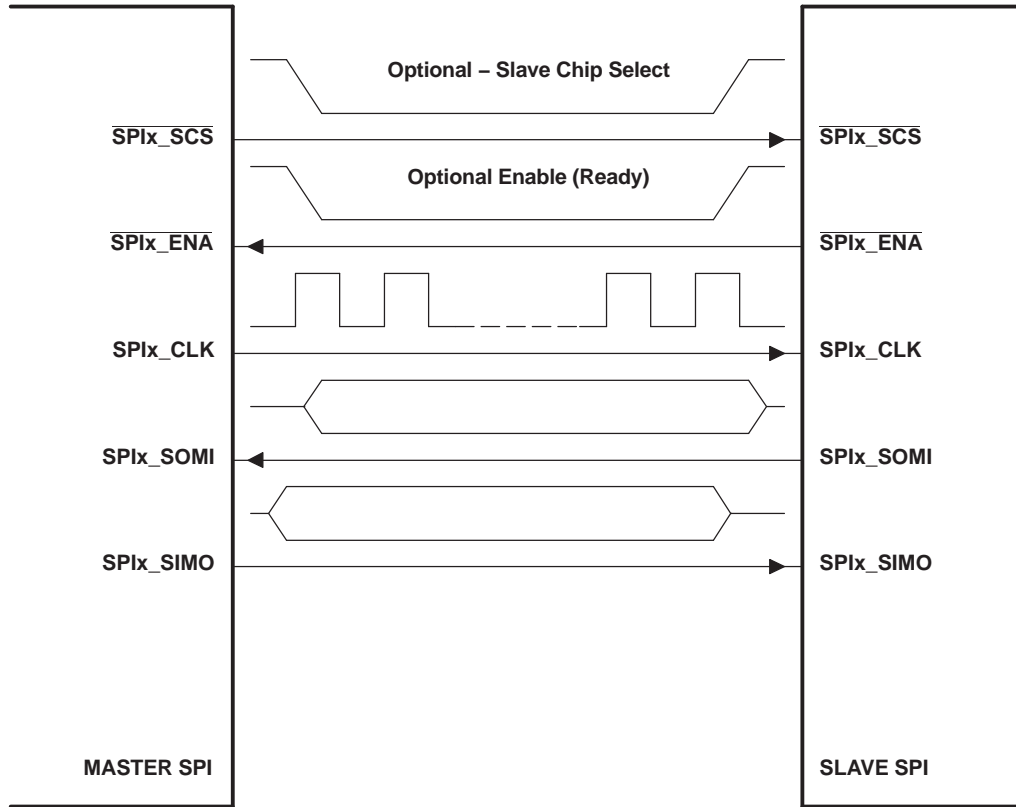 Optional – Slave Chip Select
SPIx_SCS SPIx_SCS
Optional Enable (Ready)
SPIx_ENA SPIx_ENA
SPIx_CLK SPIx_CLK
SPIx_SOMI SPIx_SOMI
SPIx_SIMO SPIx_SIMO
MASTER SPI SLAVE SPI